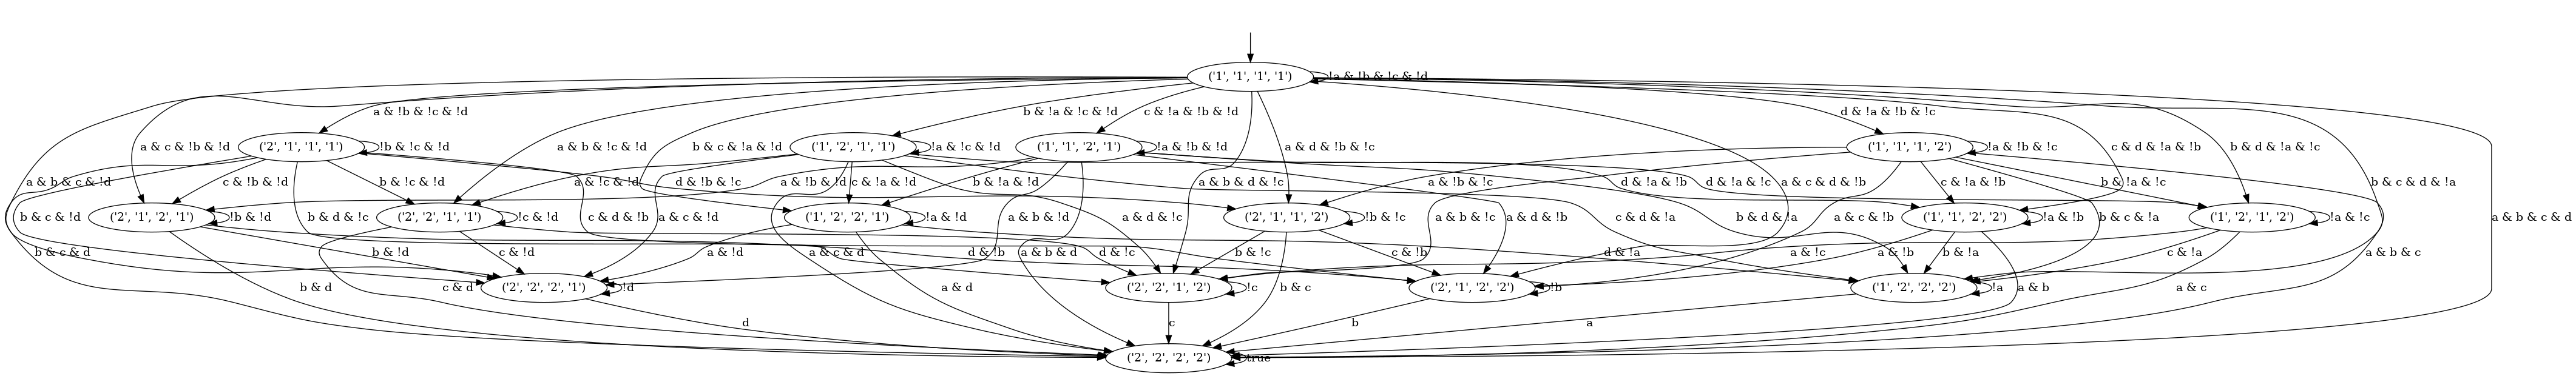 ('1', '1', '1', '1')
!a & !b & !c & !d
a & !b & !c & !d
b & !a & !c & !d
c & !a & !b & !d
d & !a & !b & !c
a & c & !b & !d
('2', '1', '1', '1')
!b & !c & !d
a & b & !c & !d
b & c & !a & !d
('1', '2', '1', '1')
!a & !c & !d
('1', '1', '2', '1')
!a & !b & !d
a & d & !b & !c
('1', '1', '1', '2')
!a & !b & !c
c & d & !a & !b
b & d & !a & !c
a & b & c & !d
c & !b & !d
b & !c & !d
d & !b & !c
a & !c & !d
a & !b & !d
c & !a & !d
b & !a & !d
a & b & d & !c
a & !b & !c
a & c & d & !b
d & !a & !b
d & !a & !c
c & !a & !b
b & !a & !c
b & c & d & !a
b & c & !d
('2', '1', '2', '1')
!b & !d
b & d & !c
('2', '2', '1', '1')
!c & !d
c & d & !b
a & c & !d
('1', '2', '2', '1')
!a & !d
a & b & !d
a & d & !c
('2', '1', '1', '2')
!b & !c
a & b & !c
a & d & !b
c & d & !a
b & d & !a
a & c & !b
('1', '1', '2', '2')
!a & !b
b & c & !a
('1', '2', '1', '2')
!a & !c
a & b & c & d
b & c & d
b & !d
c & !d
a & !d
a & c & d
d & !b
d & !c
a & b & d
b & !c
c & !b
d & !a
a & !c
a & !b
b & !a
c & !a
a & b & c
b & d
c & d
('2', '2', '2', '1')
!d
a & d
('2', '2', '1', '2')
!c
b & c
('2', '1', '2', '2')
!b
('1', '2', '2', '2')
!a
a & b
a & c
d
c
b
a
('2', '2', '2', '2')
true